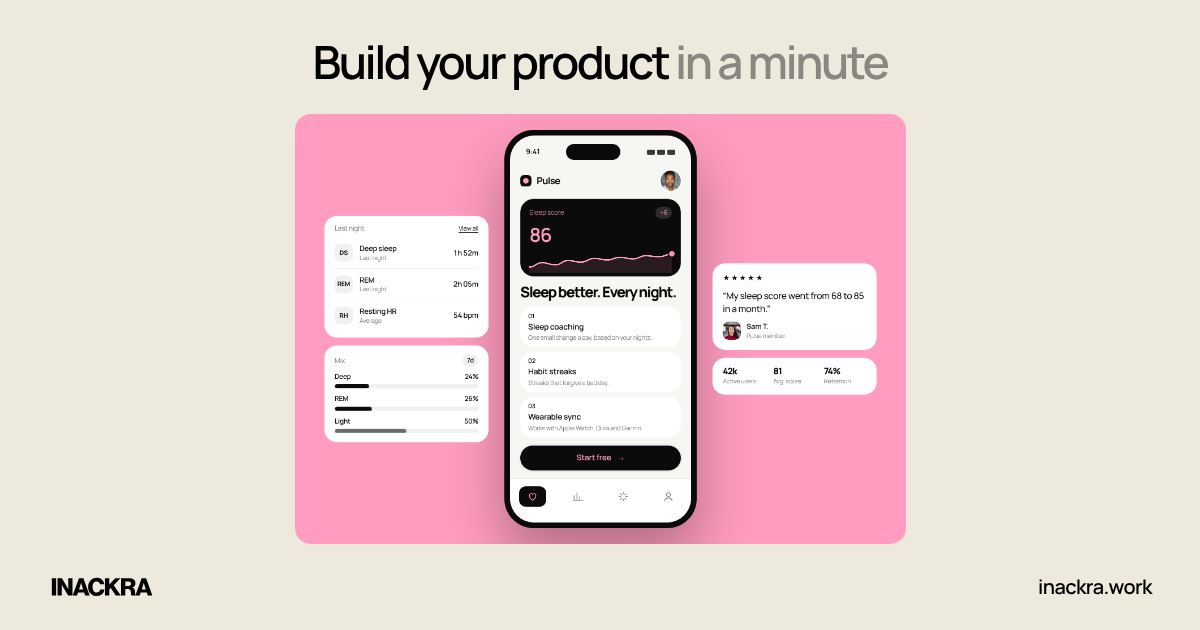 Build your product in a minute
Last night
View all
DS
Deep sleep
Last night
1h 52m
REM
REM
Last night
2h 05m
RH
Resting HR
Average
54 bpm
Mix
7d
Deep
24%
REM
26%
Light
50%
9:41
Pulse
Sleep score
+6
86
Sleep better. Every night.
01
Sleep coaching
One small change a day, based on your nights.
02
Habit streaks
Streaks that forgive a bad day.
03
Wearable sync
Works with Apple Watch, Oura and Garmin
Start free →
★★★★★
“My sleep score went from 68 to 85
in a month.”
Sam T.
Pulse member
42k
Active users
81
Avg. score
74%
Retention
INACKRA
inackra.work